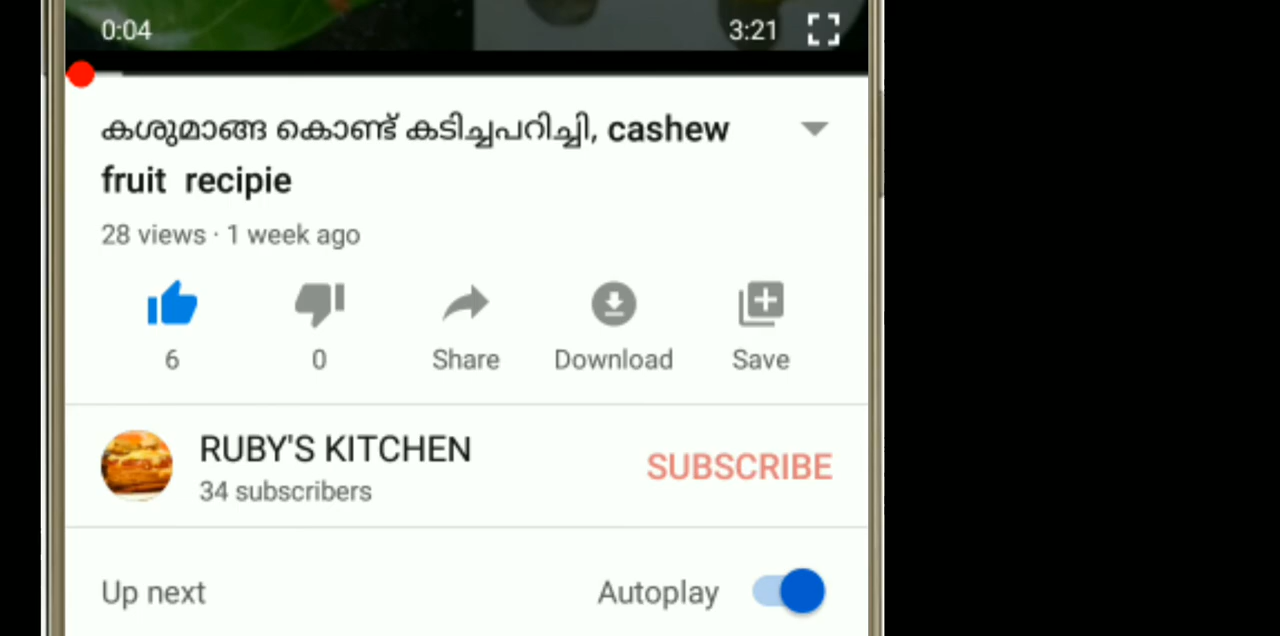 0:04 3:21
കശുമാങ്ങ കൊണ്ട് കടിച്ചപറിച്ചി, cashew
fruit recipie
28 views · 1 week ago
6 0 Share Download Save
RUBY'S KITCHEN
SUBSCRIBE
34 subscribers
Up next Autoplay